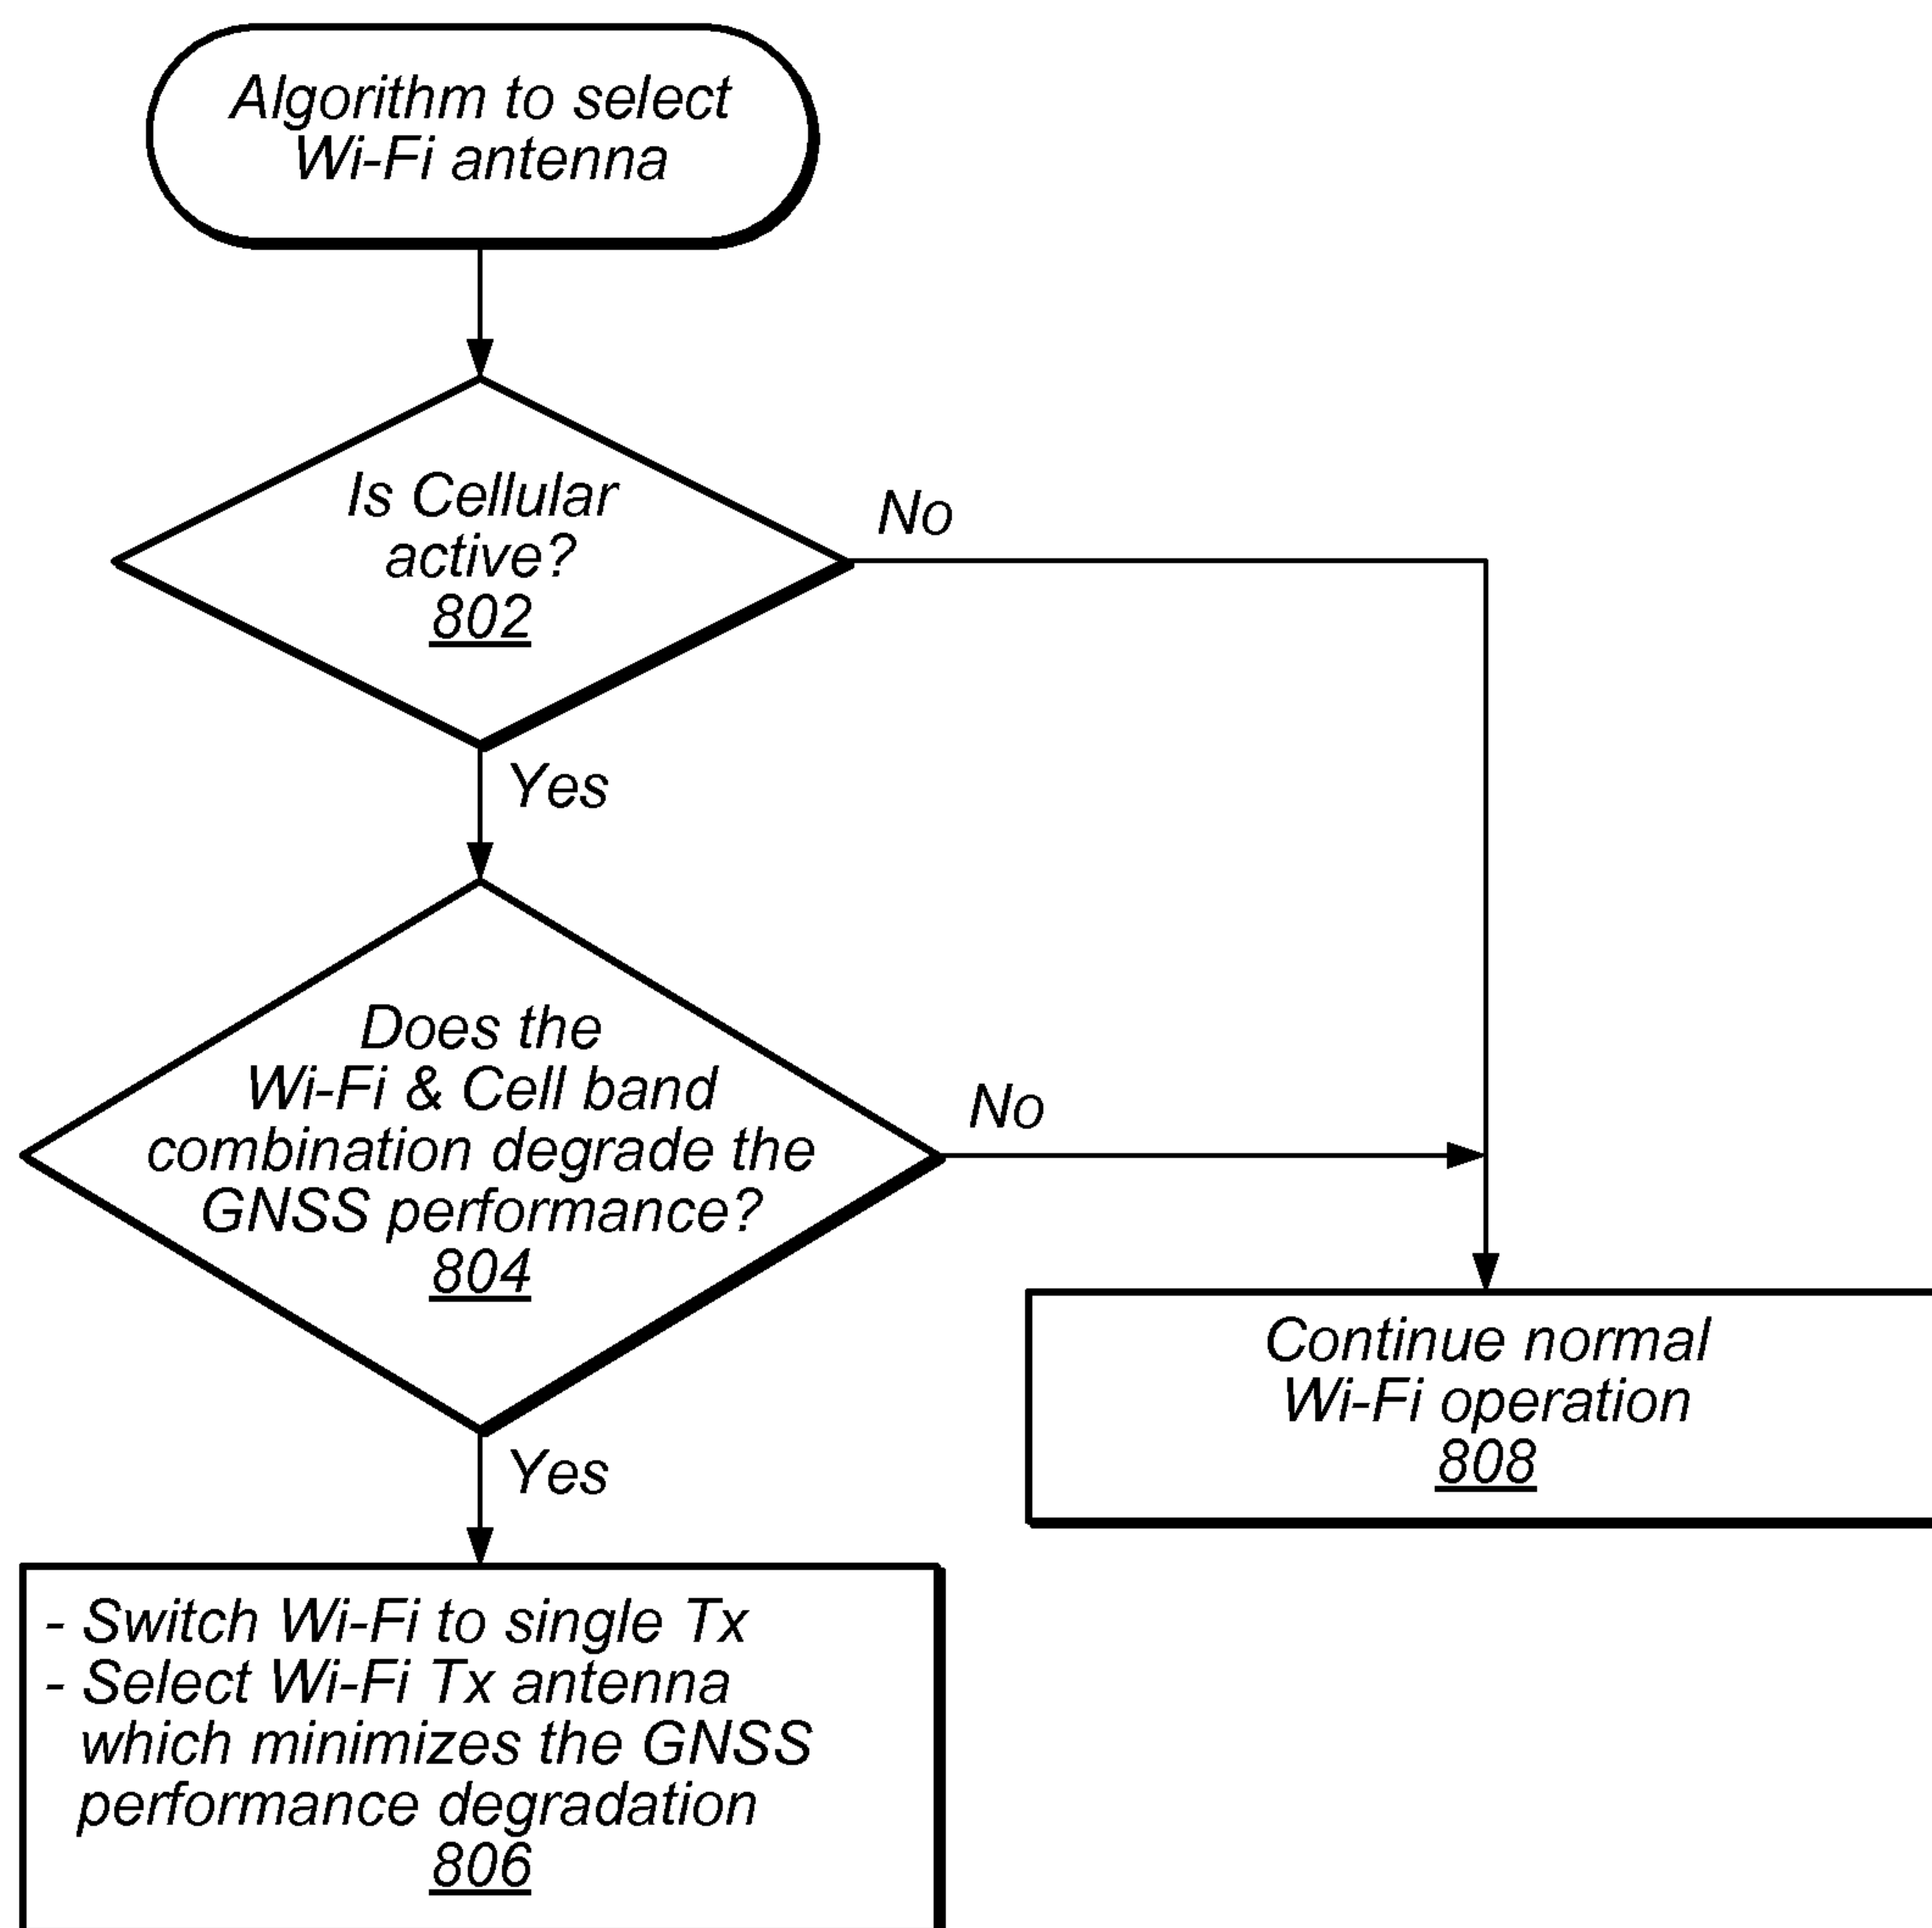 Algorithm to select
Wi-Fi antenna
Is Cellular
active?
802
No
Yes
Does the
Wi-Fi & Cell band
combination degrade the
GNSS performance?
804
No
Yes
Continue normal
Wi-Fi operation
808
- Switch Wi-Fi to single Tx
- Select Wi-Fi Tx antenna
which minimizes the GNSS
performance degradation
806